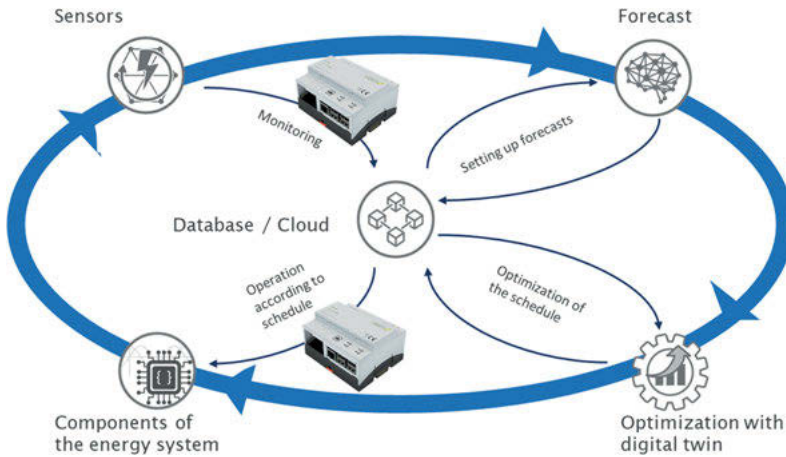 Sensors
Forecast
Monitoring
Setting up forecasts
Database / Cloud
Operation
according to
schedule
Optimization of
the schedule
Components of
the energy system
Optimization with
digital twin